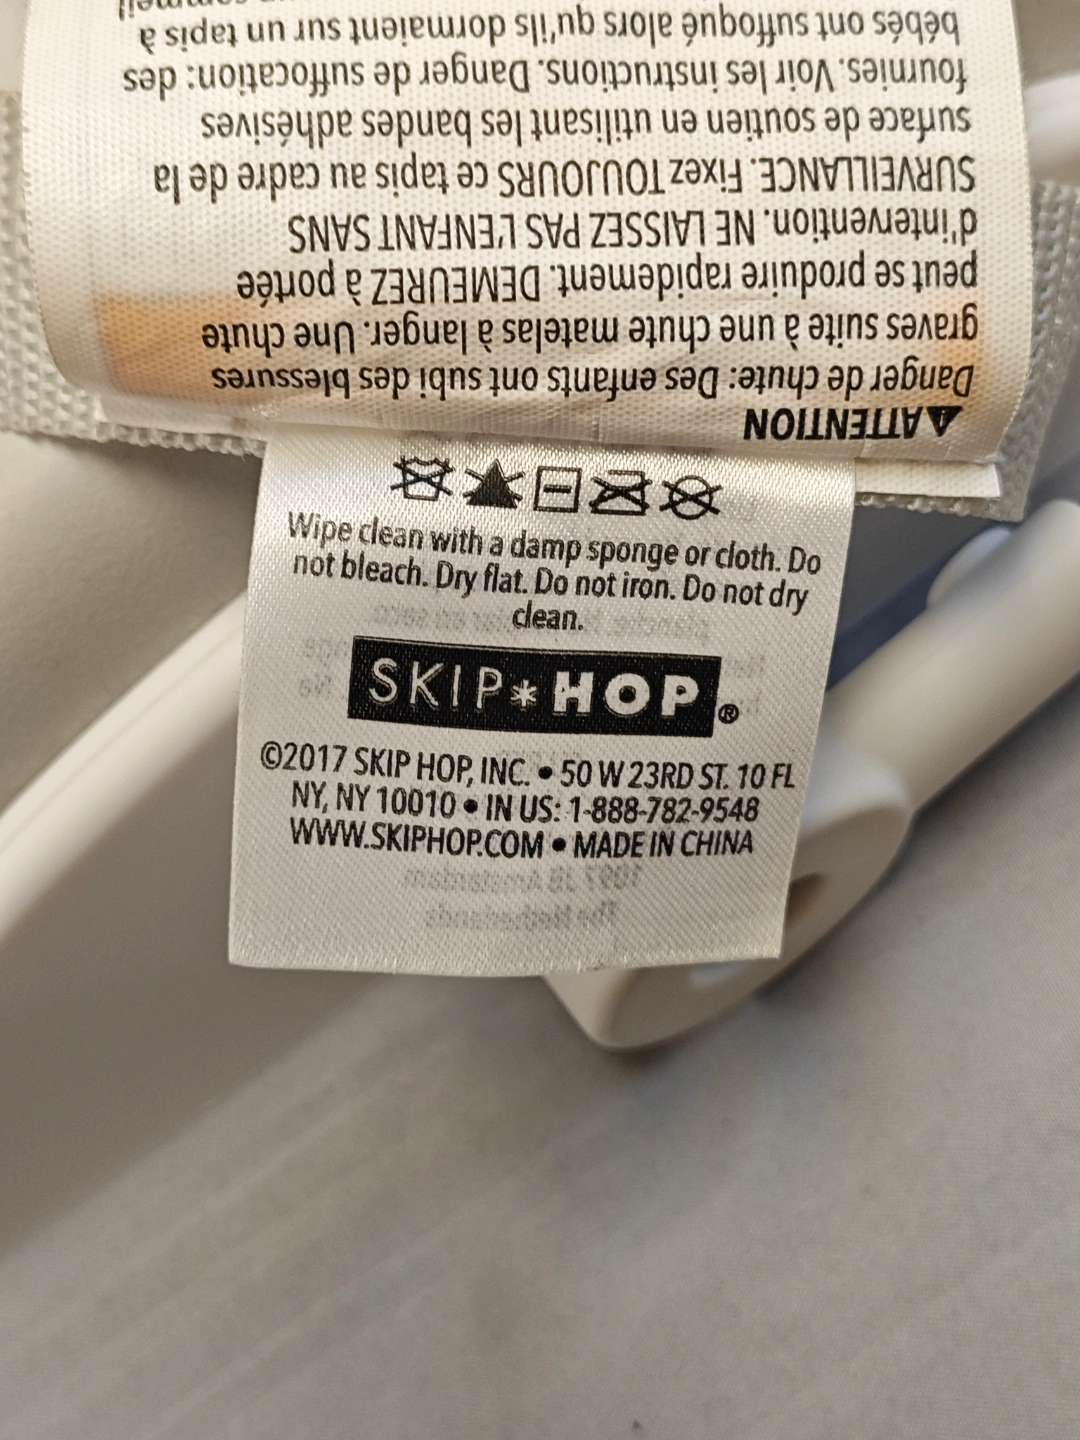 ⚠ATTENTION
Danger de chute: Des enfants ont subi des blessures
graves suite à une chute matelas à langer. Une chute
peut se produire rapidement. DEMEUREZ à portée
d'intervention. NE LAISSEZ PAS L'ENFANT SANS
SURVEILLANCE. Fixez TOUJOURS ce tapis au cadre de la
surface de soutien en utilisant les bandes adhésives
fournies. Voir les instructions. Danger de suffocation: des
bébés ont suffoqué alors qu'ils dormaient sur un tapis à
Wipe clean with a damp sponge or cloth. Do
not bleach. Dry flat. Do not iron. Do not dry
clean.
SKIP*HOP®
©2017 SKIP HOP, INC. • 50 W 23RD ST. 10 FL
NY, NY 10010 • IN US: 1-888-782-9548
WWW.SKIPHOP.COM • MADE IN CHINA
1097 JB Amsterdam
The Netherlands